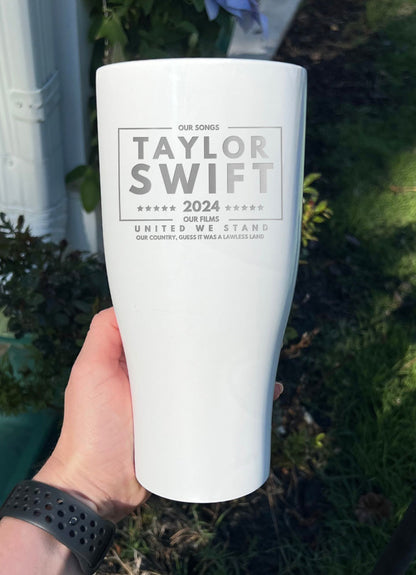 OUR SONGS
TAYLOR
SWIFT
★★★★★ 2024 ★★★★★
OUR FILMS
UNITED WE STAND
OUR COUNTRY, GUESS IT WAS A LAWLESS LAND